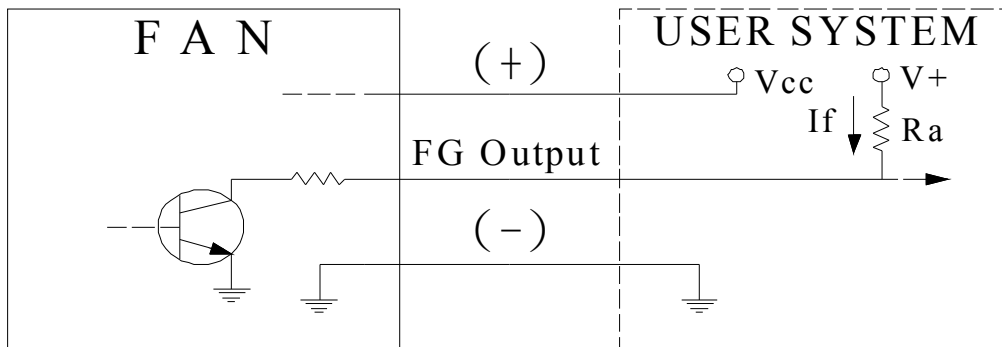 F A N
USER SYSTEM
(+)
Vcc
V+
If
Ra
FG Output
(-)